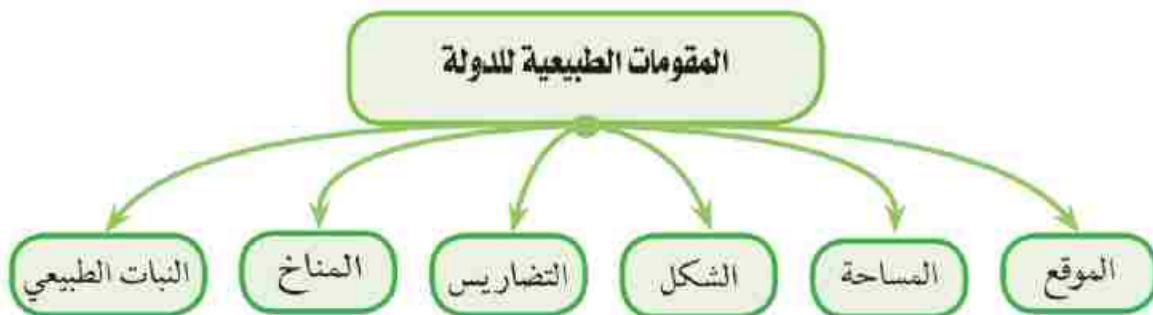 المقومات الطبيعية للدولة
الموقع
المساحة
الشكل
التضاريس
المناخ
النبات الطبيعي